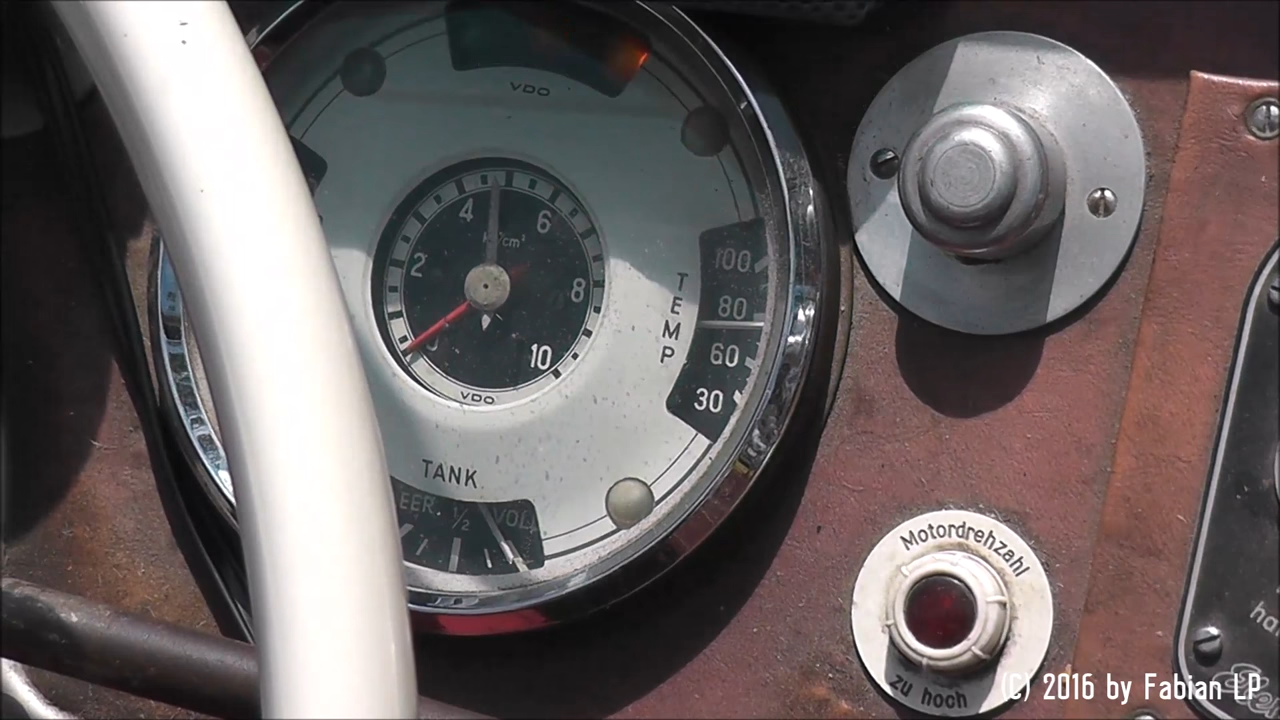 VDO
4
6
2
8
10
VDO
TEMP
100
80
60
30
TANK
½
VOLL
Motordrehzahl
zu hoch
(C) 2016 by Fabian LP